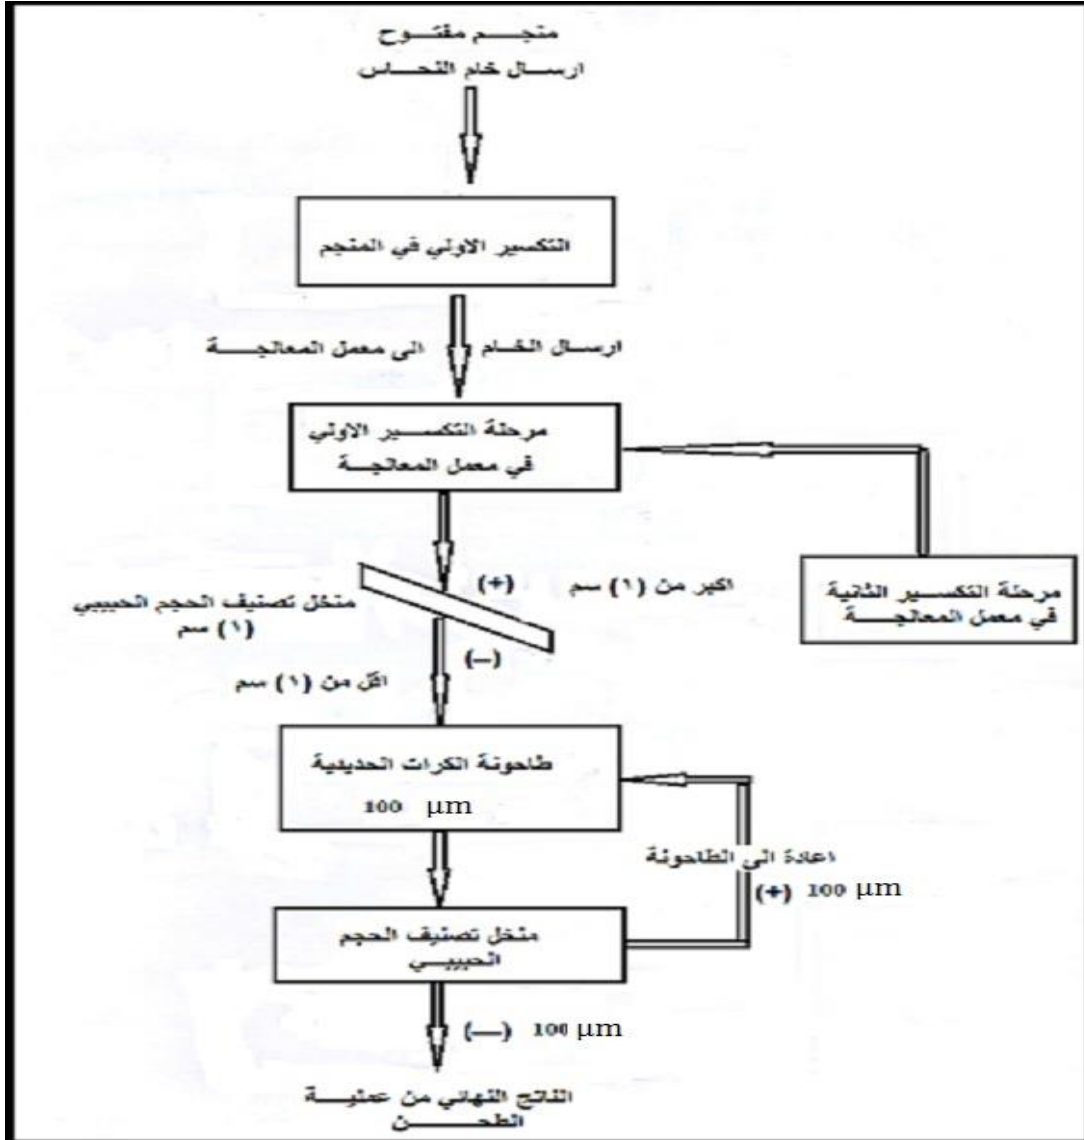 منجم مفتوح
ارسال خام النحاس
التكسير الاولي في المنجم
ارسال الخام الى معمل المعالجة
مرحلة التكسير الاولي
في معمل المعالجة
مرحلة التكسير الثانية
في معمل المعالجة
(+) اكبر من (١) سم
منخل تصنيف الحجم الحبيبي
(١) سم
(–)
اقل من (١) سم
طاحونة الكرات الحديدية
100 μm
اعادة الى الطاحونة
(+) 100 μm
منخل تصنيف الحجم
الحبيبي
(—) 100 μm
الناتج النهائي من عملية
الطحن